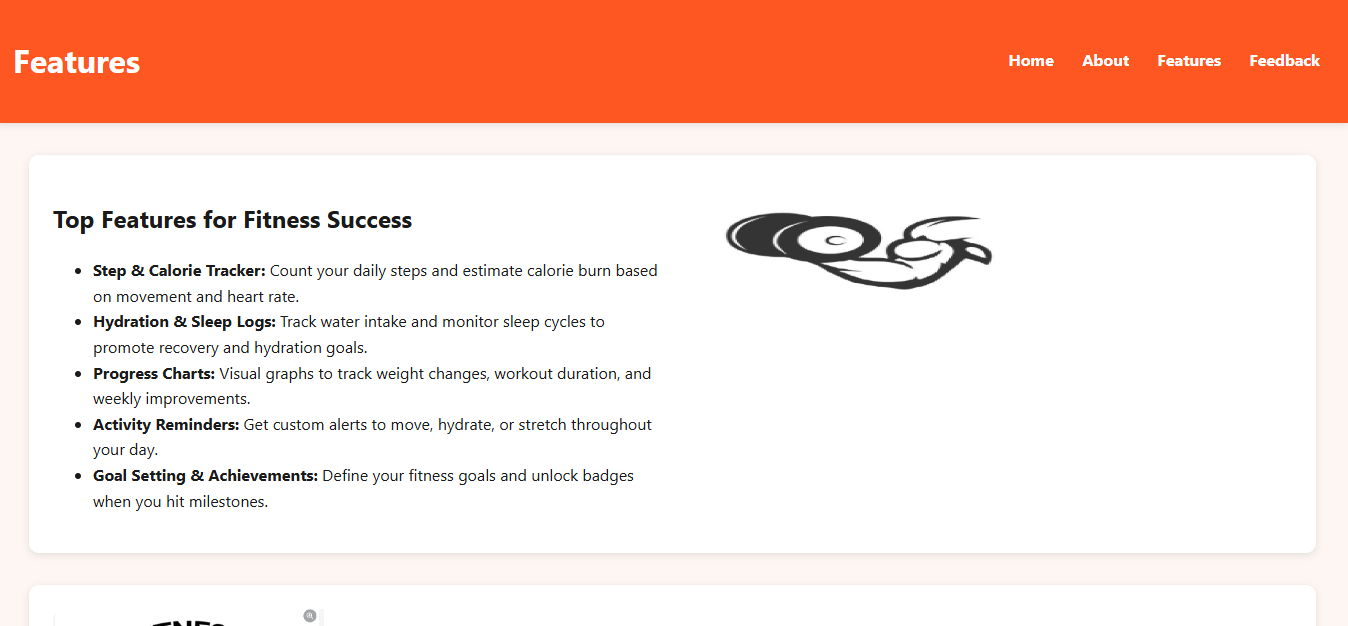 Features
Home About Features Feedback
Top Features for Fitness Success
Step & Calorie Tracker: Count your daily steps and estimate calorie burn based
on movement and heart rate.
Hydration & Sleep Logs: Track water intake and monitor sleep cycles to
promote recovery and hydration goals.
Progress Charts: Visual graphs to track weight changes, workout duration, and
weekly improvements.
Activity Reminders: Get custom alerts to move, hydrate, or stretch throughout
your day.
Goal Setting & Achievements: Define your fitness goals and unlock badges
when you hit milestones.